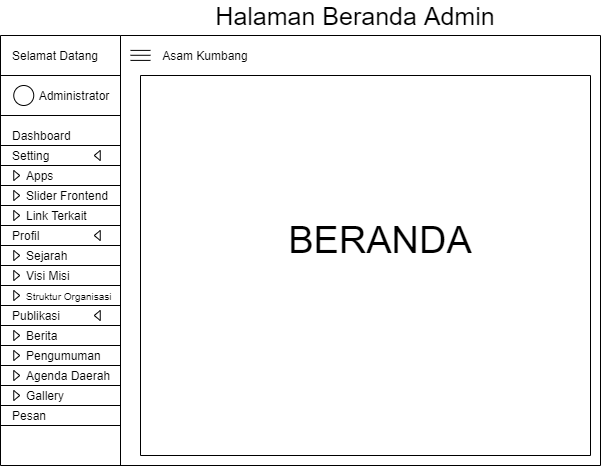 Halaman Beranda Admin
Selamat Datang
Asam Kumbang
Administrator
Dashboard
Setting
Apps
Slider Frontend
Link Terkait
Profil
Sejarah
Visi Misi
Struktur Organisasi
Publikasi
Berita
Pengumuman
Agenda Daerah
Gallery
Pesan
BERANDA